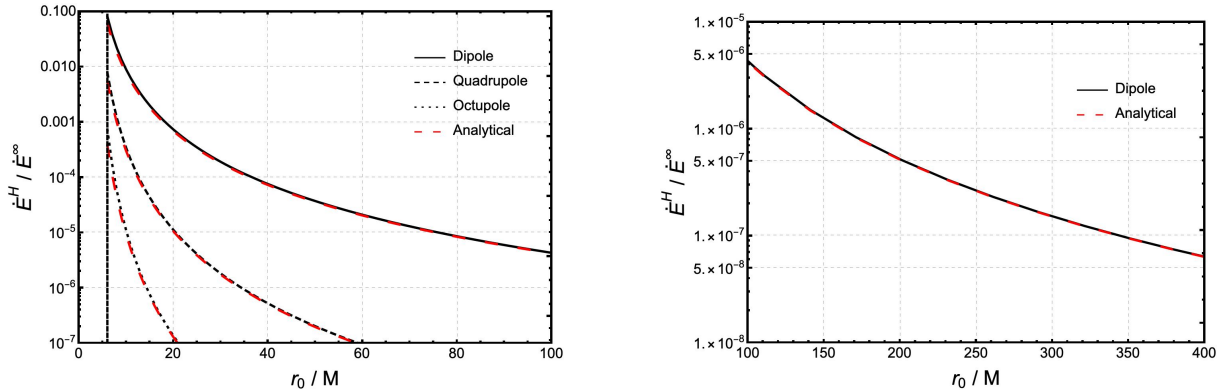 0.100
0.010
0.001
10⁻⁴
10⁻⁵
10⁻⁶
10⁻⁷
Ė^H / Ė^∞
0 20 40 60 80 100
r₀ / M
Dipole
Quadrupole
Octupole
Analytical
1. × 10⁻⁵
5. × 10⁻⁶
1. × 10⁻⁶
5. × 10⁻⁷
1. × 10⁻⁷
5. × 10⁻⁸
1. × 10⁻⁸
Ė^H / Ė^∞
100 150 200 250 300 350 400
r₀ / M
Dipole
Analytical